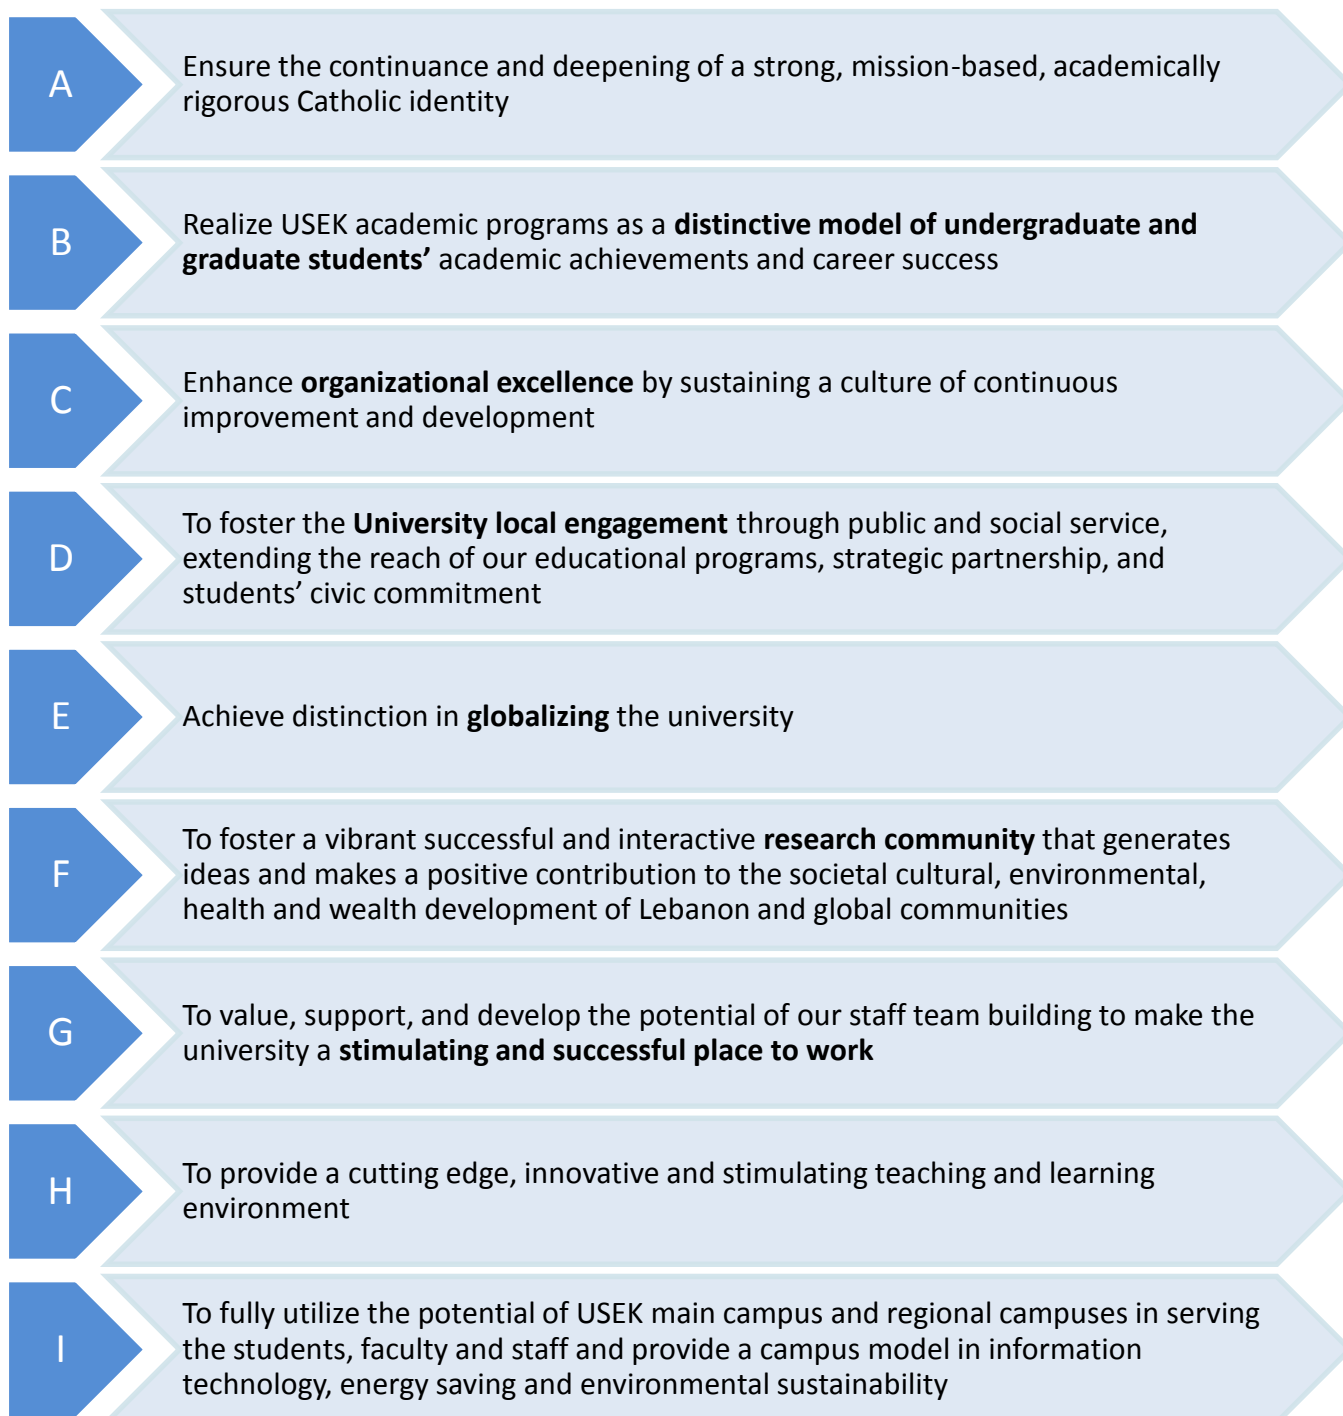 A
Ensure the continuance and deepening of a strong, mission-based, academically
rigorous Catholic identity
B
Realize USEK academic programs as a distinctive model of undergraduate and
graduate students’ academic achievements and career success
C
Enhance organizational excellence by sustaining a culture of continuous
improvement and development
D
To foster the University local engagement through public and social service,
extending the reach of our educational programs, strategic partnership, and
students’ civic commitment
E
Achieve distinction in globalizing the university
F
To foster a vibrant successful and interactive research community that generates
ideas and makes a positive contribution to the societal cultural, environmental,
health and wealth development of Lebanon and global communities
G
To value, support, and develop the potential of our staff team building to make the
university a stimulating and successful place to work
H
To provide a cutting edge, innovative and stimulating teaching and learning
environment
I
To fully utilize the potential of USEK main campus and regional campuses in serving
the students, faculty and staff and provide a campus model in information
technology, energy saving and environmental sustainability